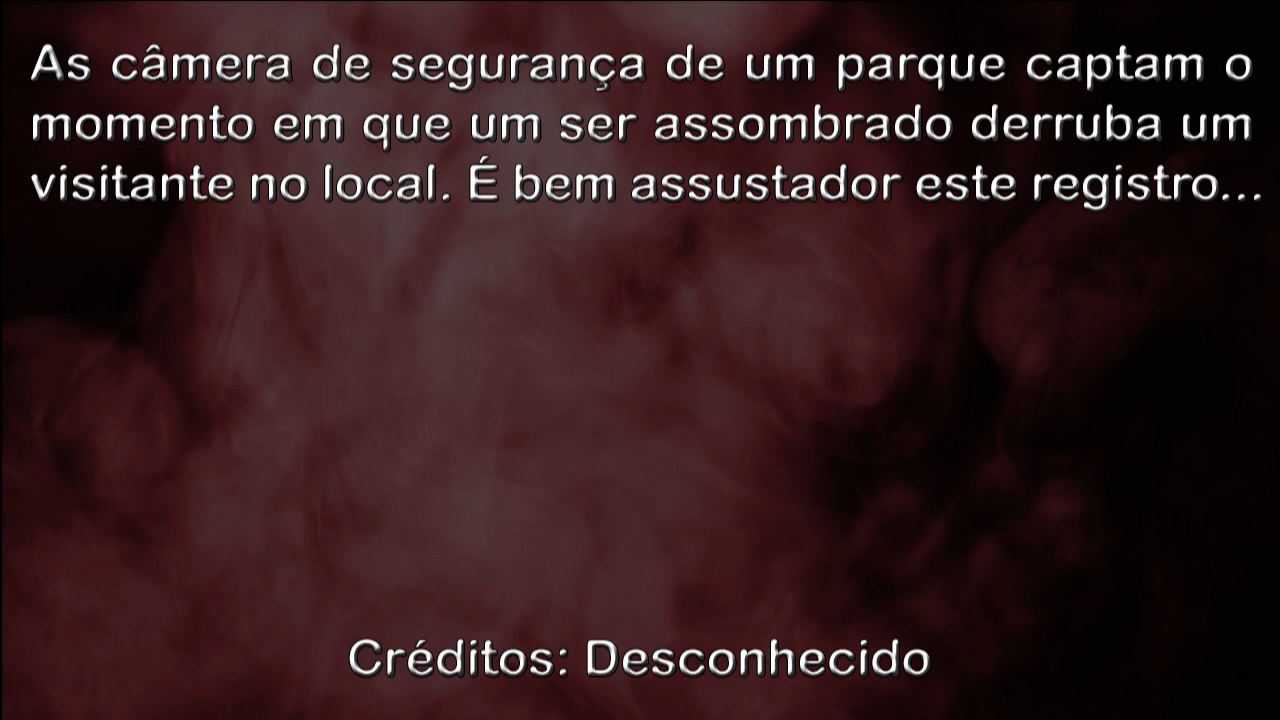 As câmera de segurança de um parque captam o
momento em que um ser assombrado derruba um
visitante no local. É bem assustador este registro...
Créditos: Desconhecido